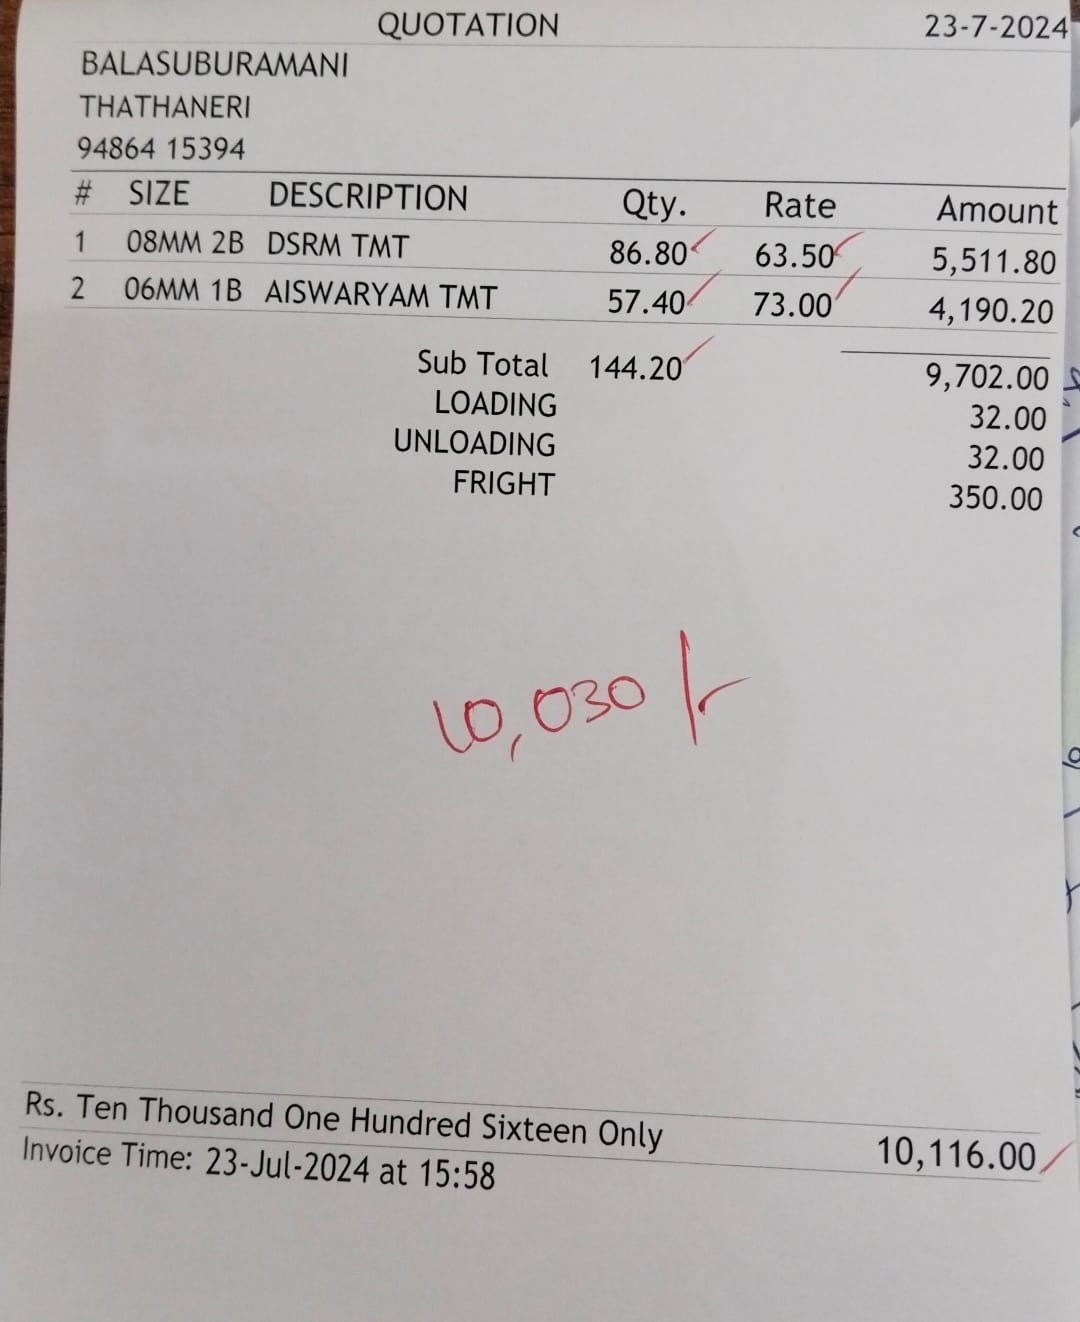 QUOTATION 23-7-2024
BALASUBURAMANI
THATHANERI
94864 15394
# SIZE DESCRIPTION Qty. Rate Amount
1 08MM 2B DSRM TMT 86.80 63.50 5,511.80
2 06MM 1B AISWARYAM TMT 57.40 73.00 4,190.20
Sub Total 144.20 9,702.00
LOADING 32.00
UNLOADING 32.00
FRIGHT 350.00
10,030/-
Rs. Ten Thousand One Hundred Sixteen Only 10,116.00
Invoice Time: 23-Jul-2024 at 15:58